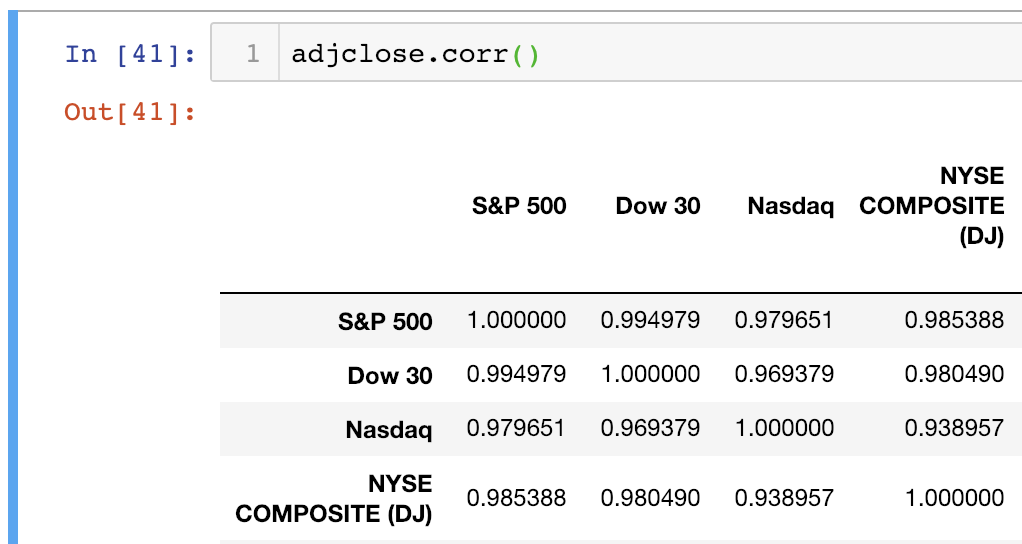 In [41]: 1 adjclose.corr()
Out[41]:
NYSE
S&P 500 Dow 30 Nasdaq COMPOSITE
(DJ)
S&P 500 1.000000 0.994979 0.979651 0.985388
Dow 30 0.994979 1.000000 0.969379 0.980490
Nasdaq 0.979651 0.969379 1.000000 0.938957
NYSE
COMPOSITE (DJ) 0.985388 0.980490 0.938957 1.000000